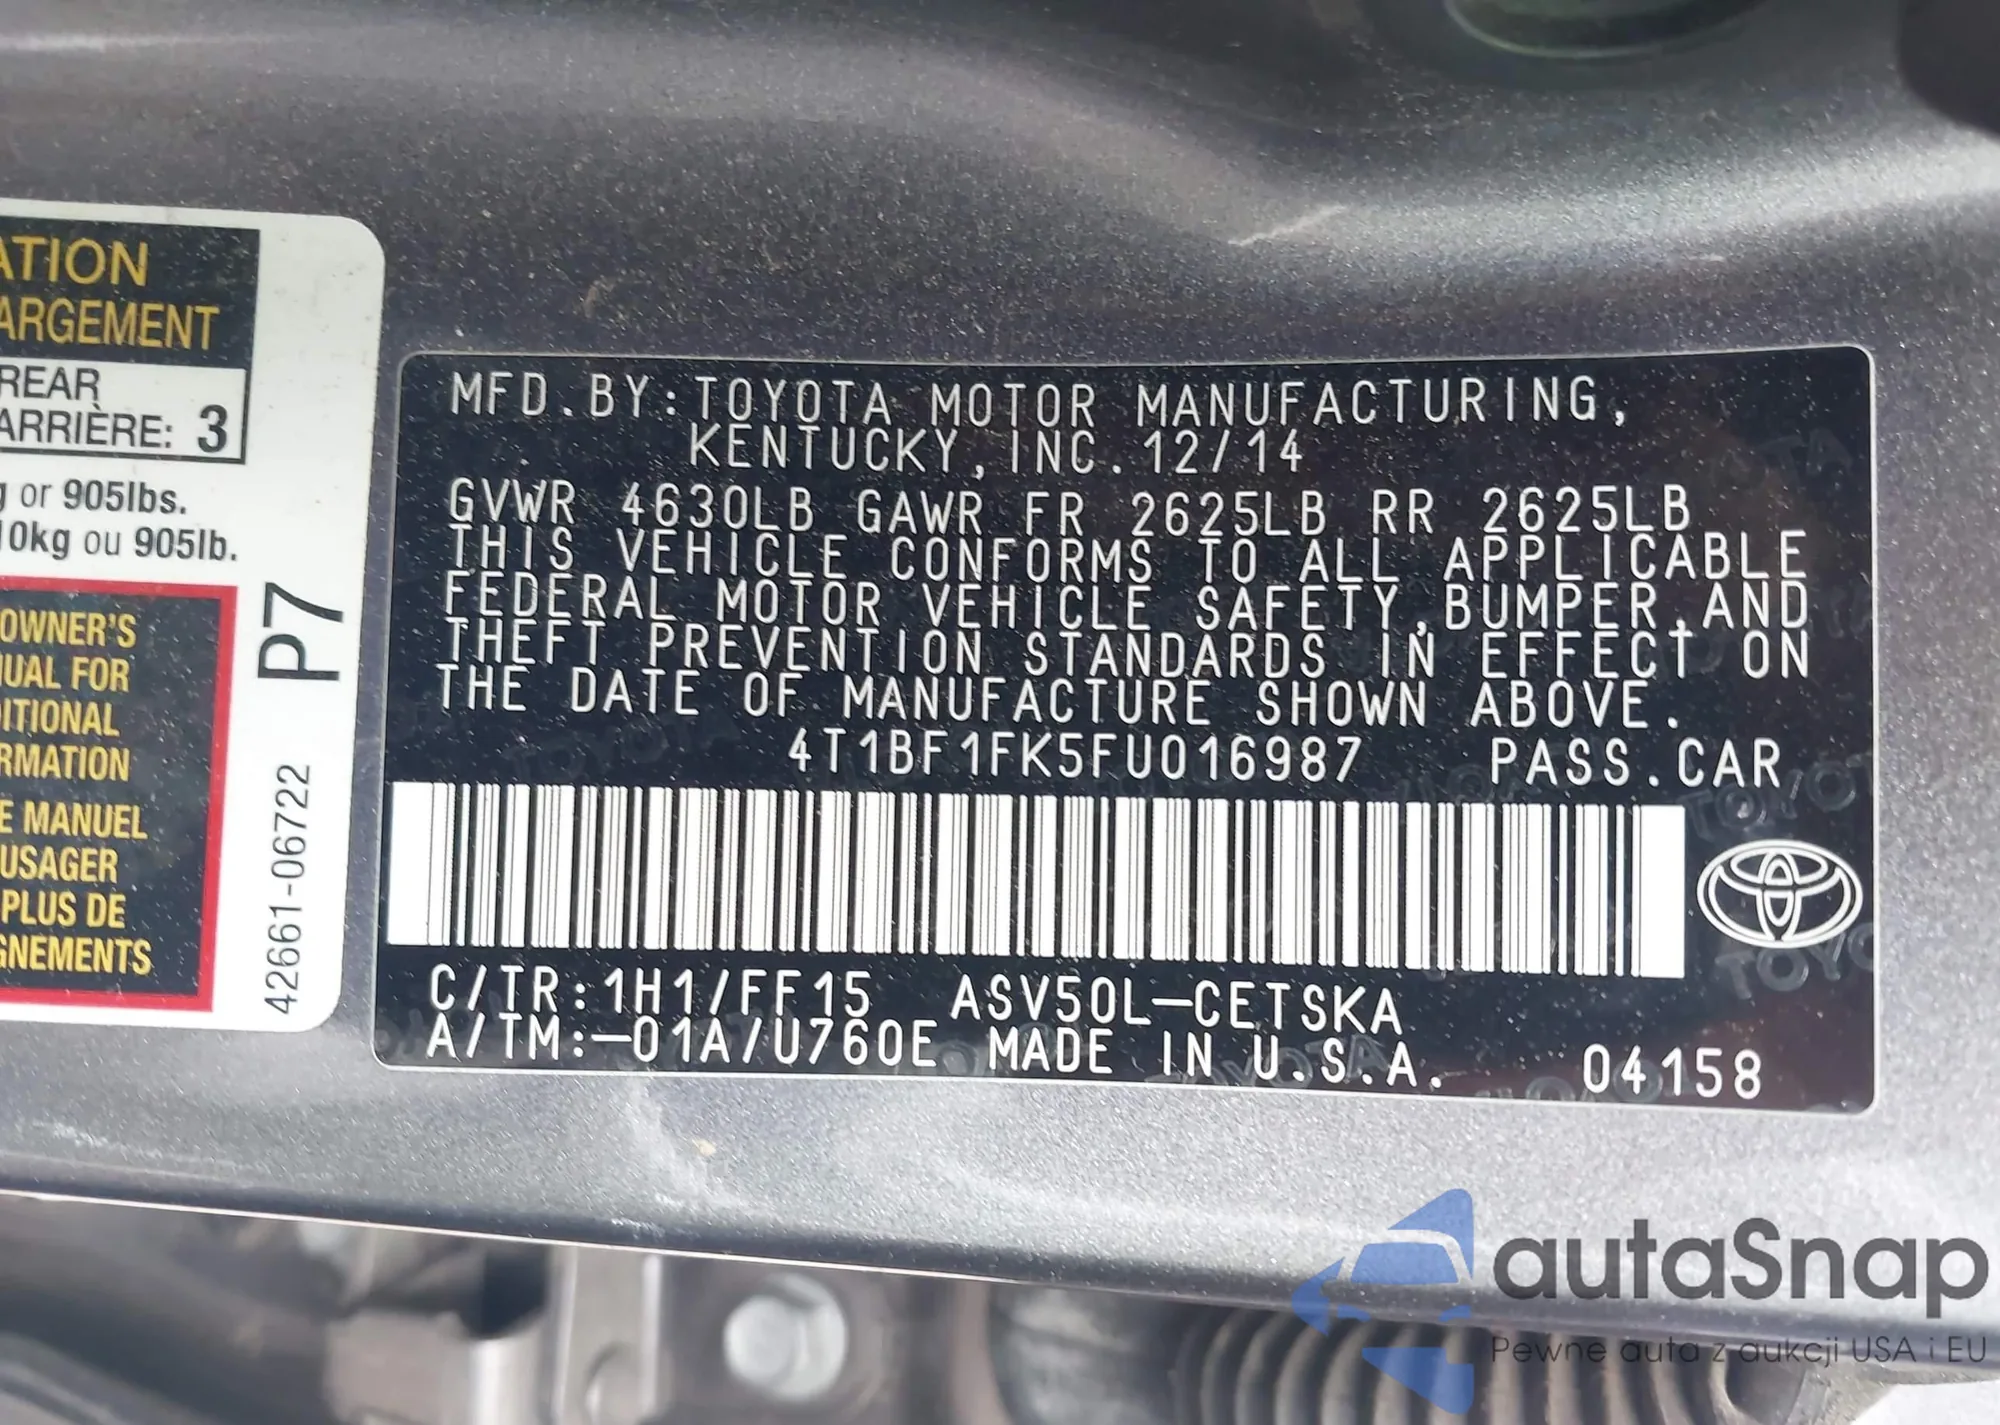 ATION
ARGEMENT
REAR
ARRIÈRE: 3
g or 905lbs.
10kg ou 905lb.
OWNER'S
UAL FOR
ITIONAL
RMATION
E MANUEL
USAGER
PLUS DE
GNEMENTS
P7
42661-06722
MFD.BY:TOYOTA MOTOR MANUFACTURING,
KENTUCKY,INC.12/14
GVWR 4630LB GAWR FR 2625LB RR 2625LB
THIS VEHICLE CONFORMS TO ALL APPLICABLE
FEDERAL MOTOR VEHICLE SAFETY,BUMPER,AND
THEFT PREVENTION STANDARDS IN EFFECT ON
THE DATE OF MANUFACTURE SHOWN ABOVE.
4T1BF1FK5FU016987 PASS.CAR
C/TR:1H1/FF15 ASV50L-CETSKA
A/TM:-01A/U760E MADE IN U.S.A. 04158
autaSnap
Pewne auta z aukcji USA i EU